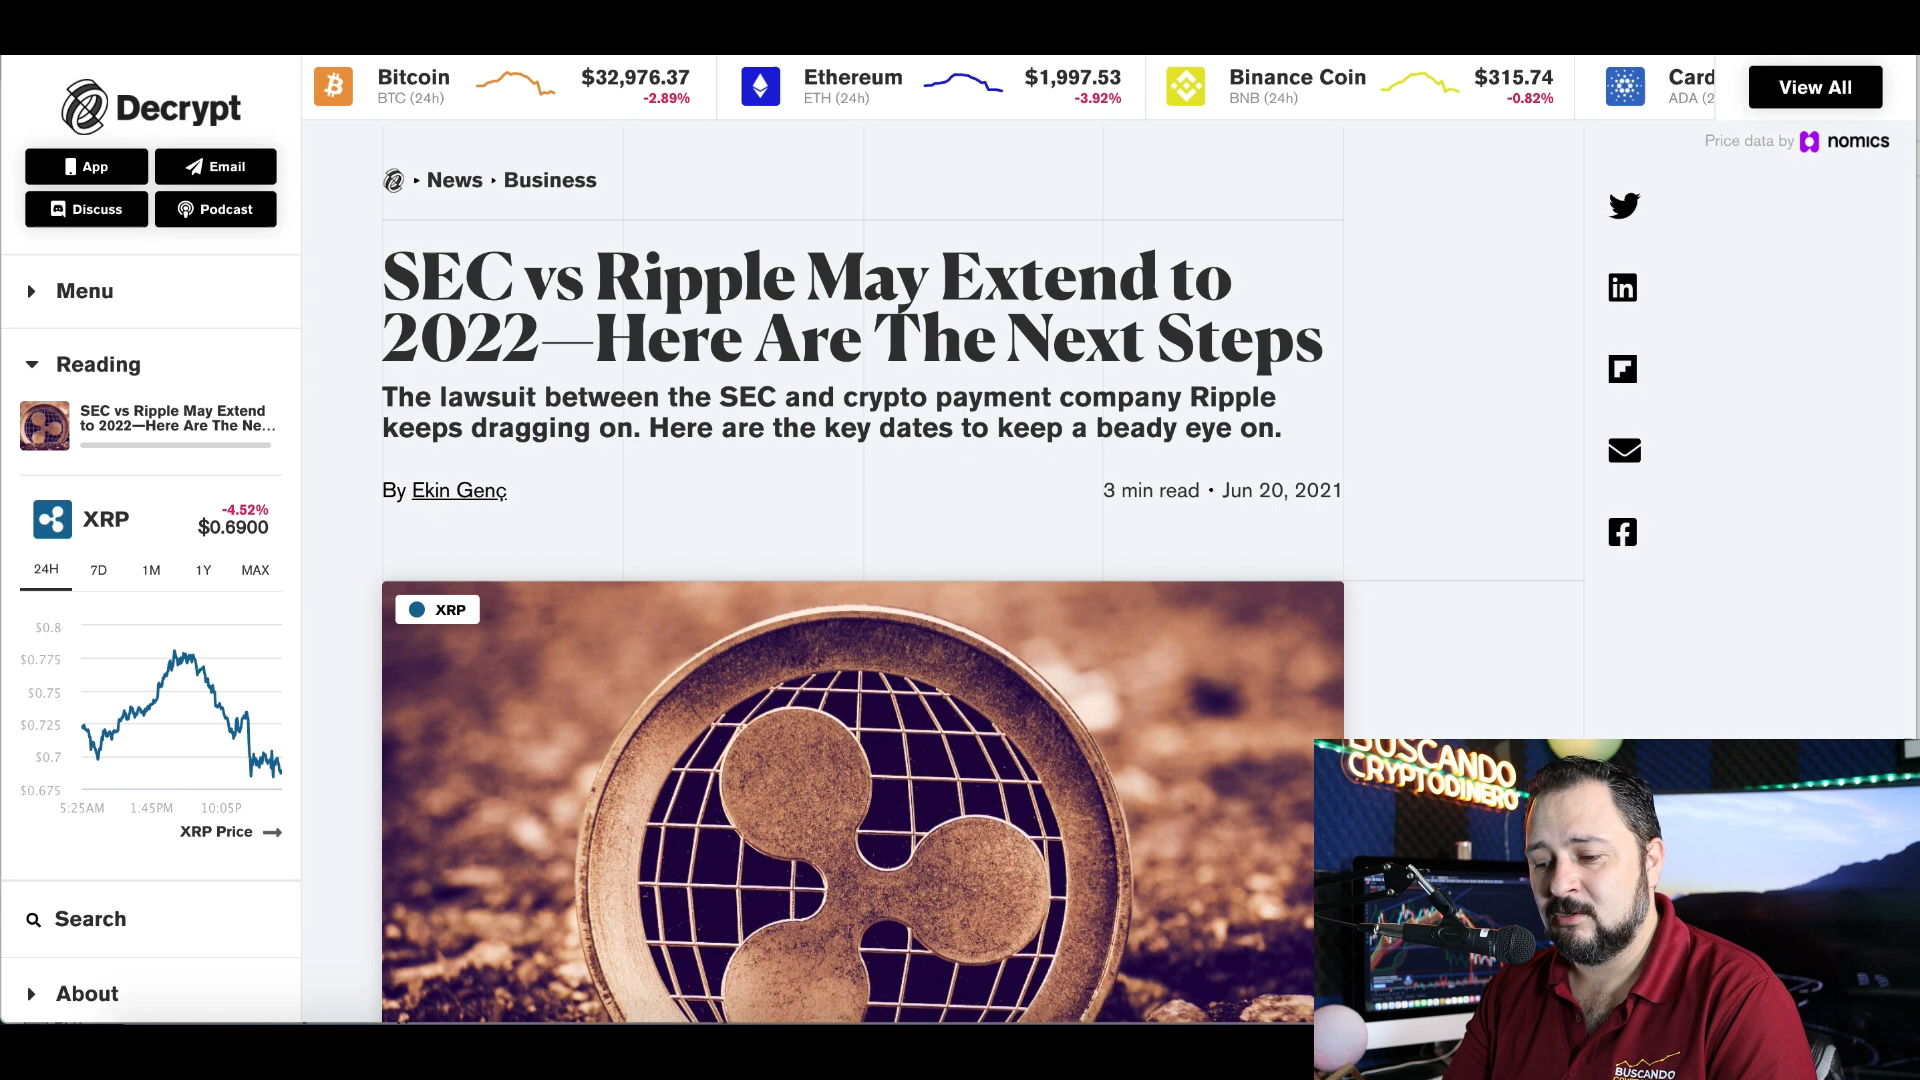 Decrypt
App
Email
Discuss
Podcast
Menu
Reading
SEC vs Ripple May Extend
to 2022—Here Are The Ne...
XRP
-4.52%
$0.6900
24H 7D 1M 1Y MAX
$0.8
$0.775
$0.75
$0.725
$0.7
$0.675
5:25AM 1:45PM 10:05P
XRP Price
Search
About
Bitcoin $32,976.37
BTC (24h) -2.89%
Ethereum $1,997.53
ETH (24h) -3.92%
Binance Coin $315.74
BNB (24h) -0.82%
Card
ADA (2
View All
Price data by nomics
News · Business
SEC vs Ripple May Extend to
2022—Here Are The Next Steps
The lawsuit between the SEC and crypto payment company Ripple
keeps dragging on. Here are the key dates to keep a beady eye on.
By Ekin Genç
3 min read • Jun 20, 2021
XRP
BUSCANDO
CRYPTODINERO
BUSCANDO